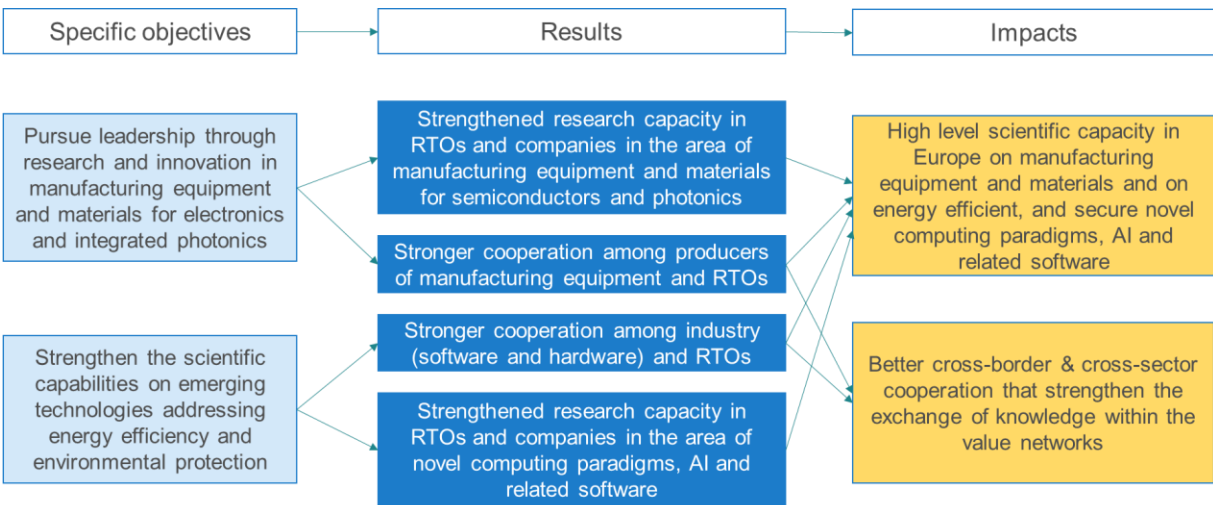 Specific objectives
Results
Impacts
Pursue leadership through
research and innovation in
manufacturing equipment
and materials for electronics
and integrated photonics
Strengthen the scientific
capabilities on emerging
technologies addressing
energy efficiency and
environmental protection
Strengthened research capacity in
RTOs and companies in the area of
manufacturing equipment and materials
for semiconductors and photonics
Stronger cooperation among producers
of manufacturing equipment and RTOs
Stronger cooperation among industry
(software and hardware) and RTOs
Strengthened research capacity in
RTOs and companies in the area of
novel computing paradigms, AI and
related software
High level scientific capacity in
Europe on manufacturing
equipment and materials and on
energy efficient, and secure novel
computing paradigms, AI and
related software
Better cross-border & cross-sector
cooperation that strengthen the
exchange of knowledge within the
value networks